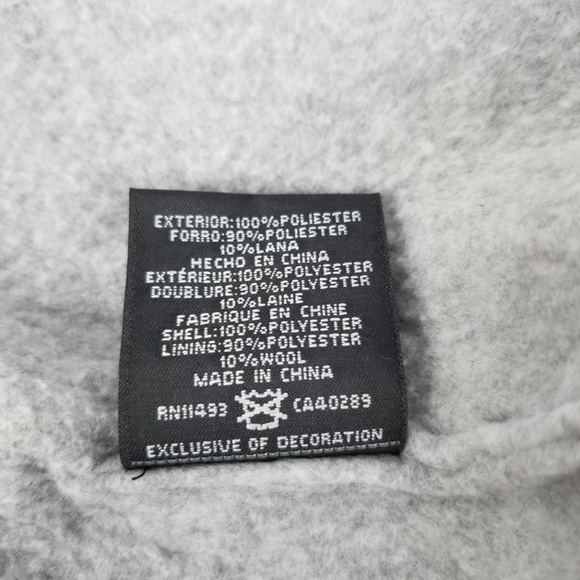 EXTERIOR:100%POLIESTER
FORRO:90%POLIESTER
10%LANA
HECHO EN CHINA
EXTÉRIEUR:100%POLYESTER
DOUBLURE:90%POLYESTER
10%LAINE
FABRIQUE EN CHINE
SHELL:100%POLYESTER
LINING:90%POLYESTER
10%WOOL
MADE IN CHINA
RN11493 CA40289
EXCLUSIVE OF DECORATION